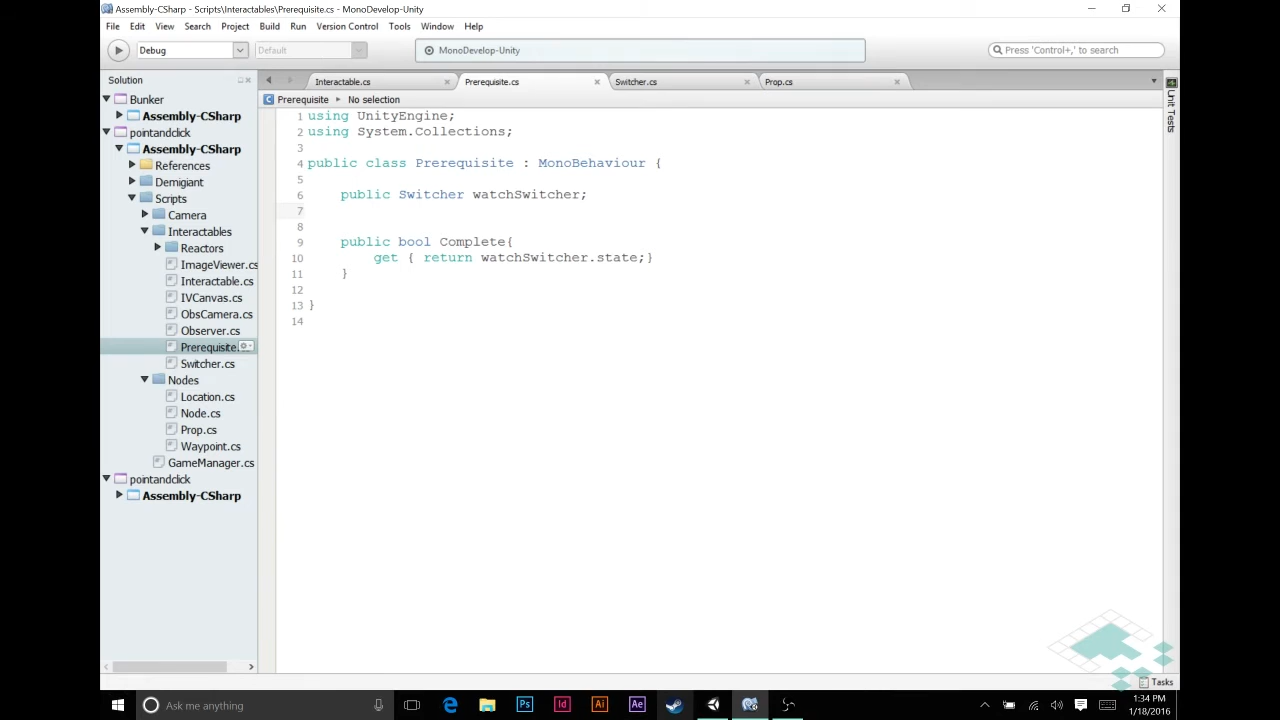 Assembly-CSharp - Scripts\Interactables\Prerequisite.cs - MonoDevelop-Unity
File Edit View Search Project Build Run Version Control Tools Window Help
Debug Default MonoDevelop-Unity Press 'Control+,' to search
Solution
Bunker
Assembly-CSharp
pointandclick
Assembly-CSharp
References
Demigiant
Scripts
Camera
Interactables
Reactors
ImageViewer.cs
Interactable.cs
IVCanvas.cs
ObsCamera.cs
Observer.cs
Prerequisite.
Switcher.cs
Nodes
Location.cs
Node.cs
Prop.cs
Waypoint.cs
GameManager.cs
pointandclick
Assembly-CSharp
Interactable.cs Prerequisite.cs Switcher.cs Prop.cs
Prerequisite No selection
1 using UnityEngine;
2 using System.Collections;
3
4 public class Prerequisite : MonoBehaviour {
5
6 public Switcher watchSwitcher;
7
8
9 public bool Complete{
10 get { return watchSwitcher.state;}
11 }
12
13 }
14
Unit Tests
Tasks
Ask me anything
Ps Id Ai Ae
1:34 PM
1/18/2016